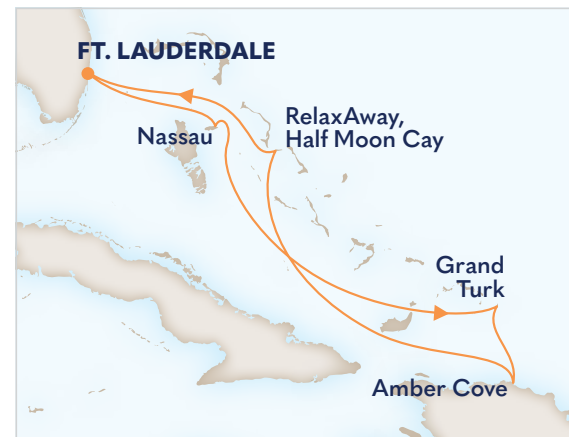 FT. LAUDERDALE
Nassau
RelaxAway,
Half Moon Cay
Grand
Turk
Amber Cove